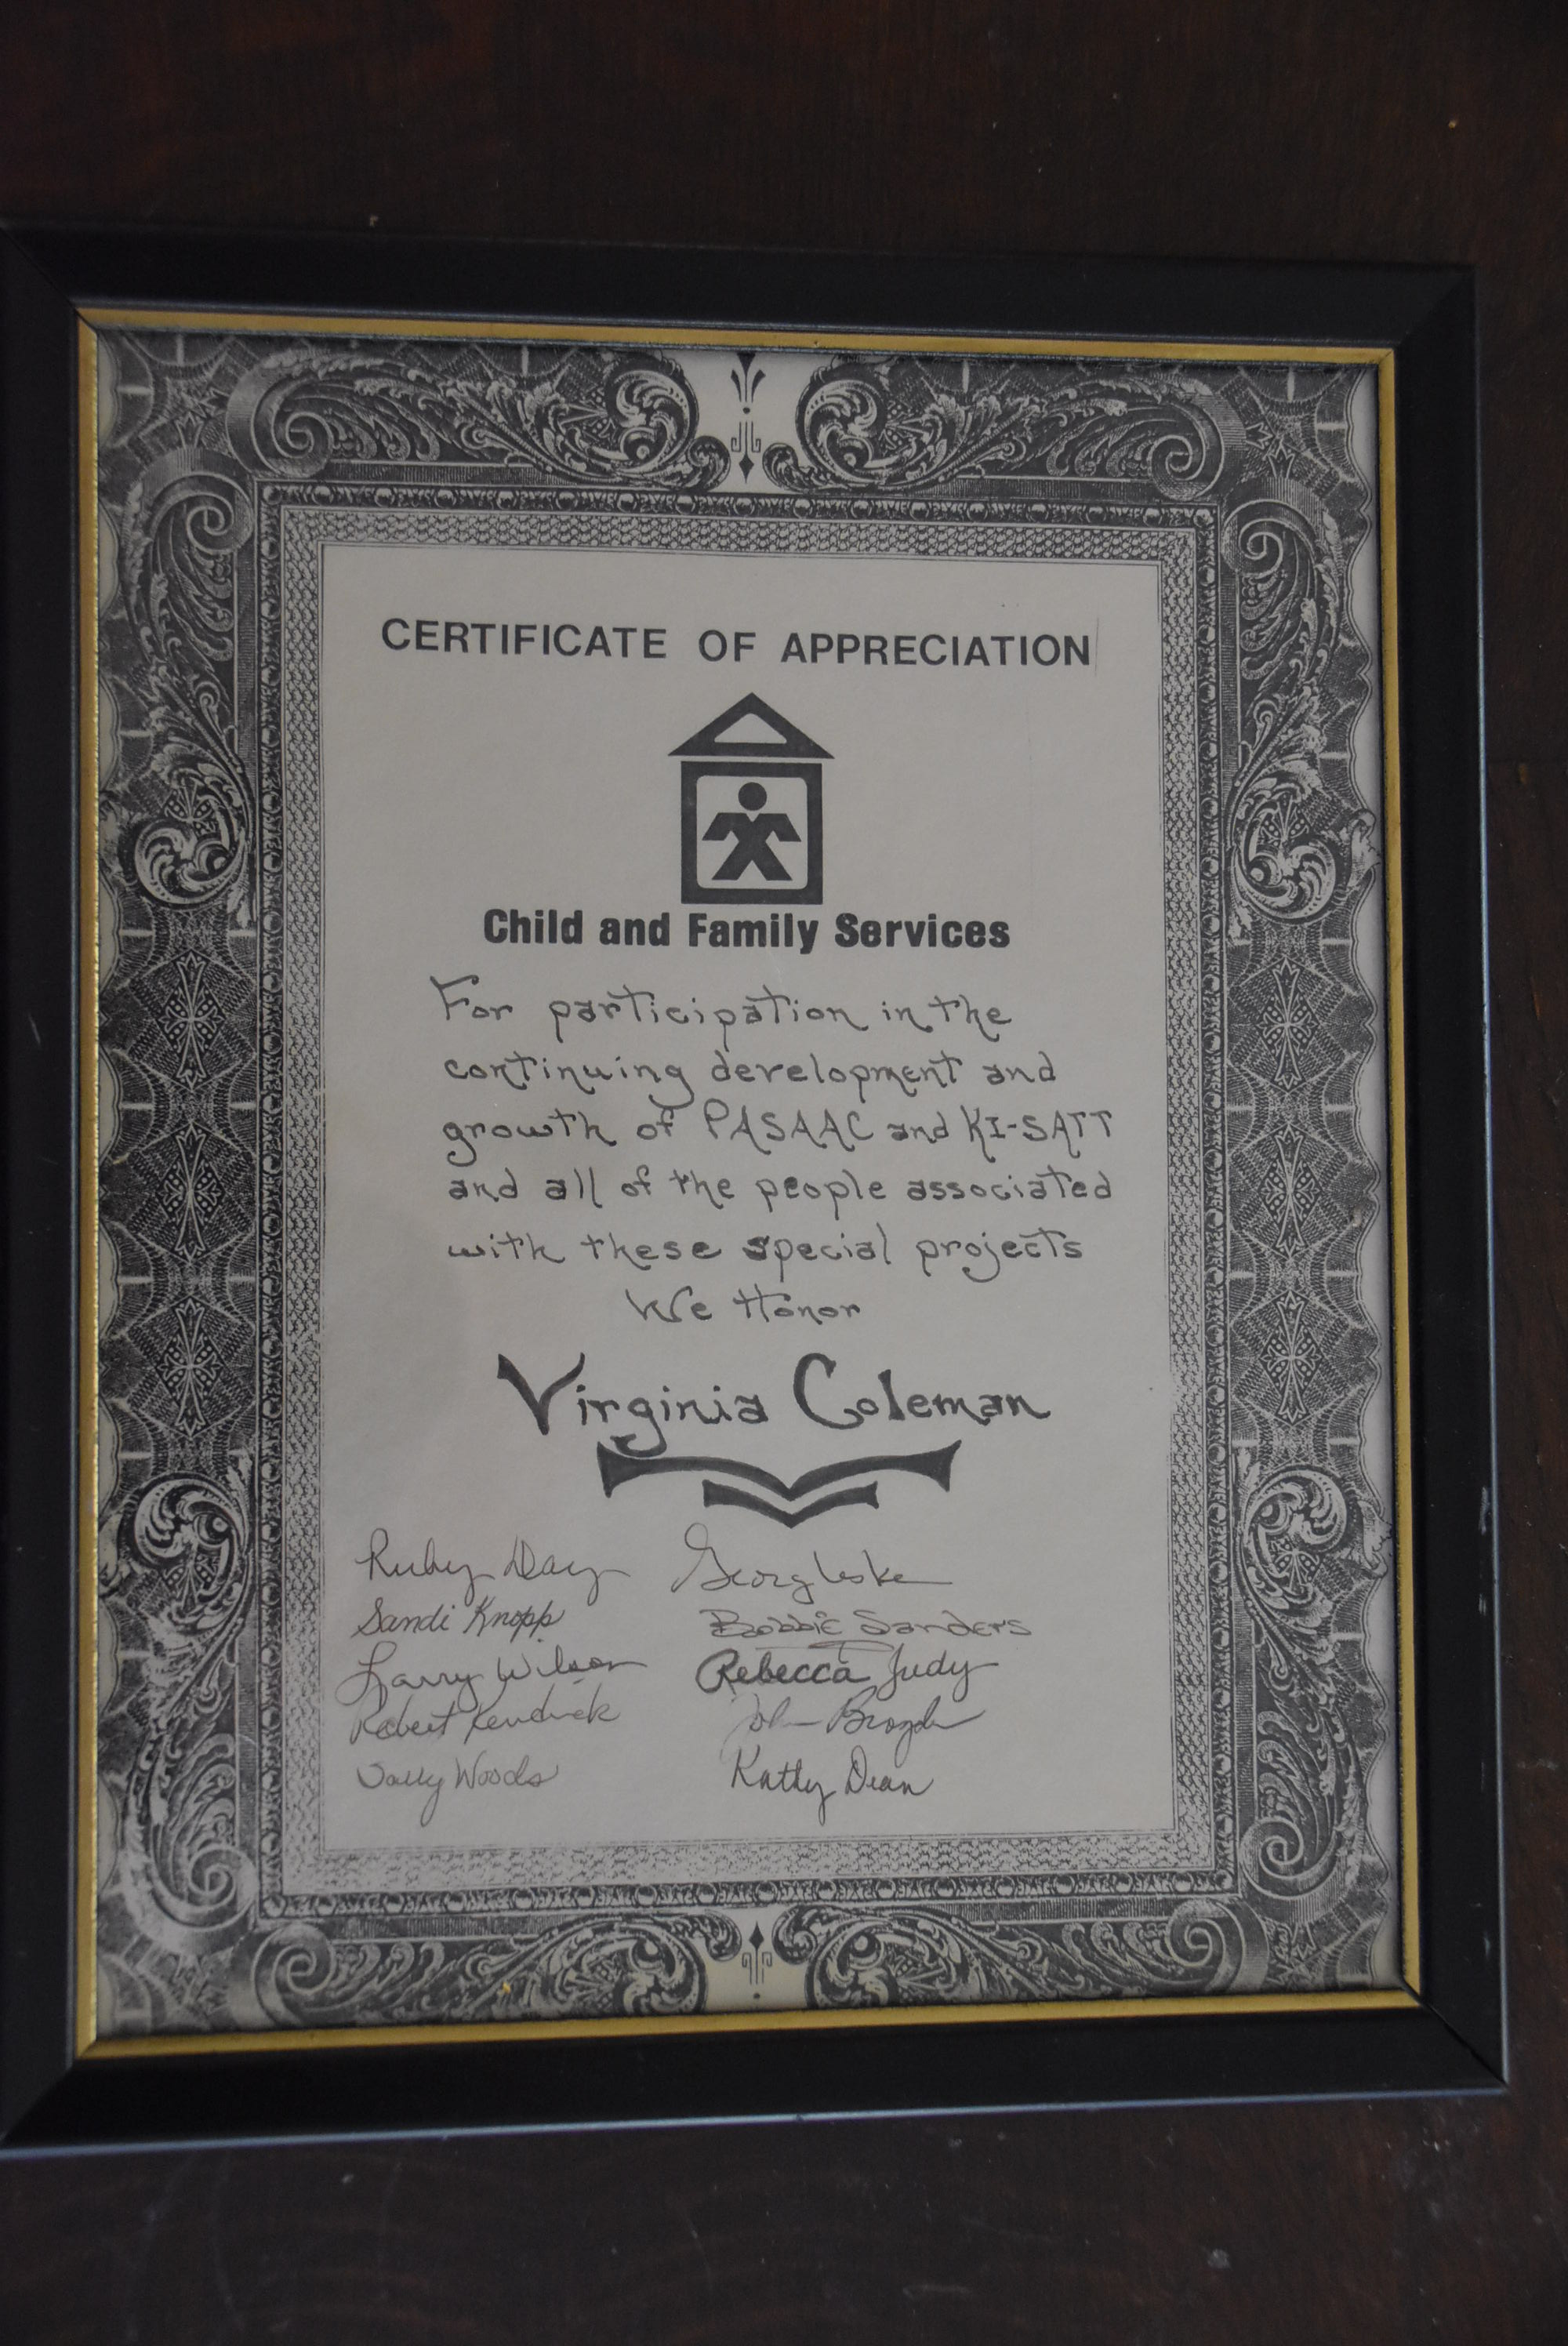 CERTIFICATE OF APPRECIATION
Child and Family Services
For participation in the
continuing development and
growth of PASAAC and KI-SATT
and all of the people associated
with these special projects
We Honor
Virginia Coleman
Ruby Day
Sandi Knopp
Larry Wilson
Robert Kendrick
Sally Woods
Bobbie Sanders
Rebecca Judy
John
Kathy Dean